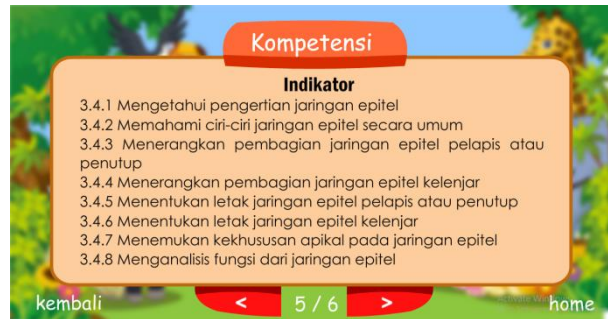 Kompetensi
Indikator
3.4.1 Mengetahui pengertian jaringan epitel
3.4.2 Memahami ciri-ciri jaringan epitel secara umum
3.4.3 Menerangkan pembagian jaringan epitel pelapis atau
penutup
3.4.4 Menerangkan pembagian jaringan epitel kelenjar
3.4.5 Menentukan letak jaringan epitel pelapis atau penutup
3.4.6 Menentukan letak jaringan epitel kelenjar
3.4.7 Menemukan kekhususan apikal pada jaringan epitel
3.4.8 Menganalisis fungsi dari jaringan epitel
kembali < 5 / 6 > home